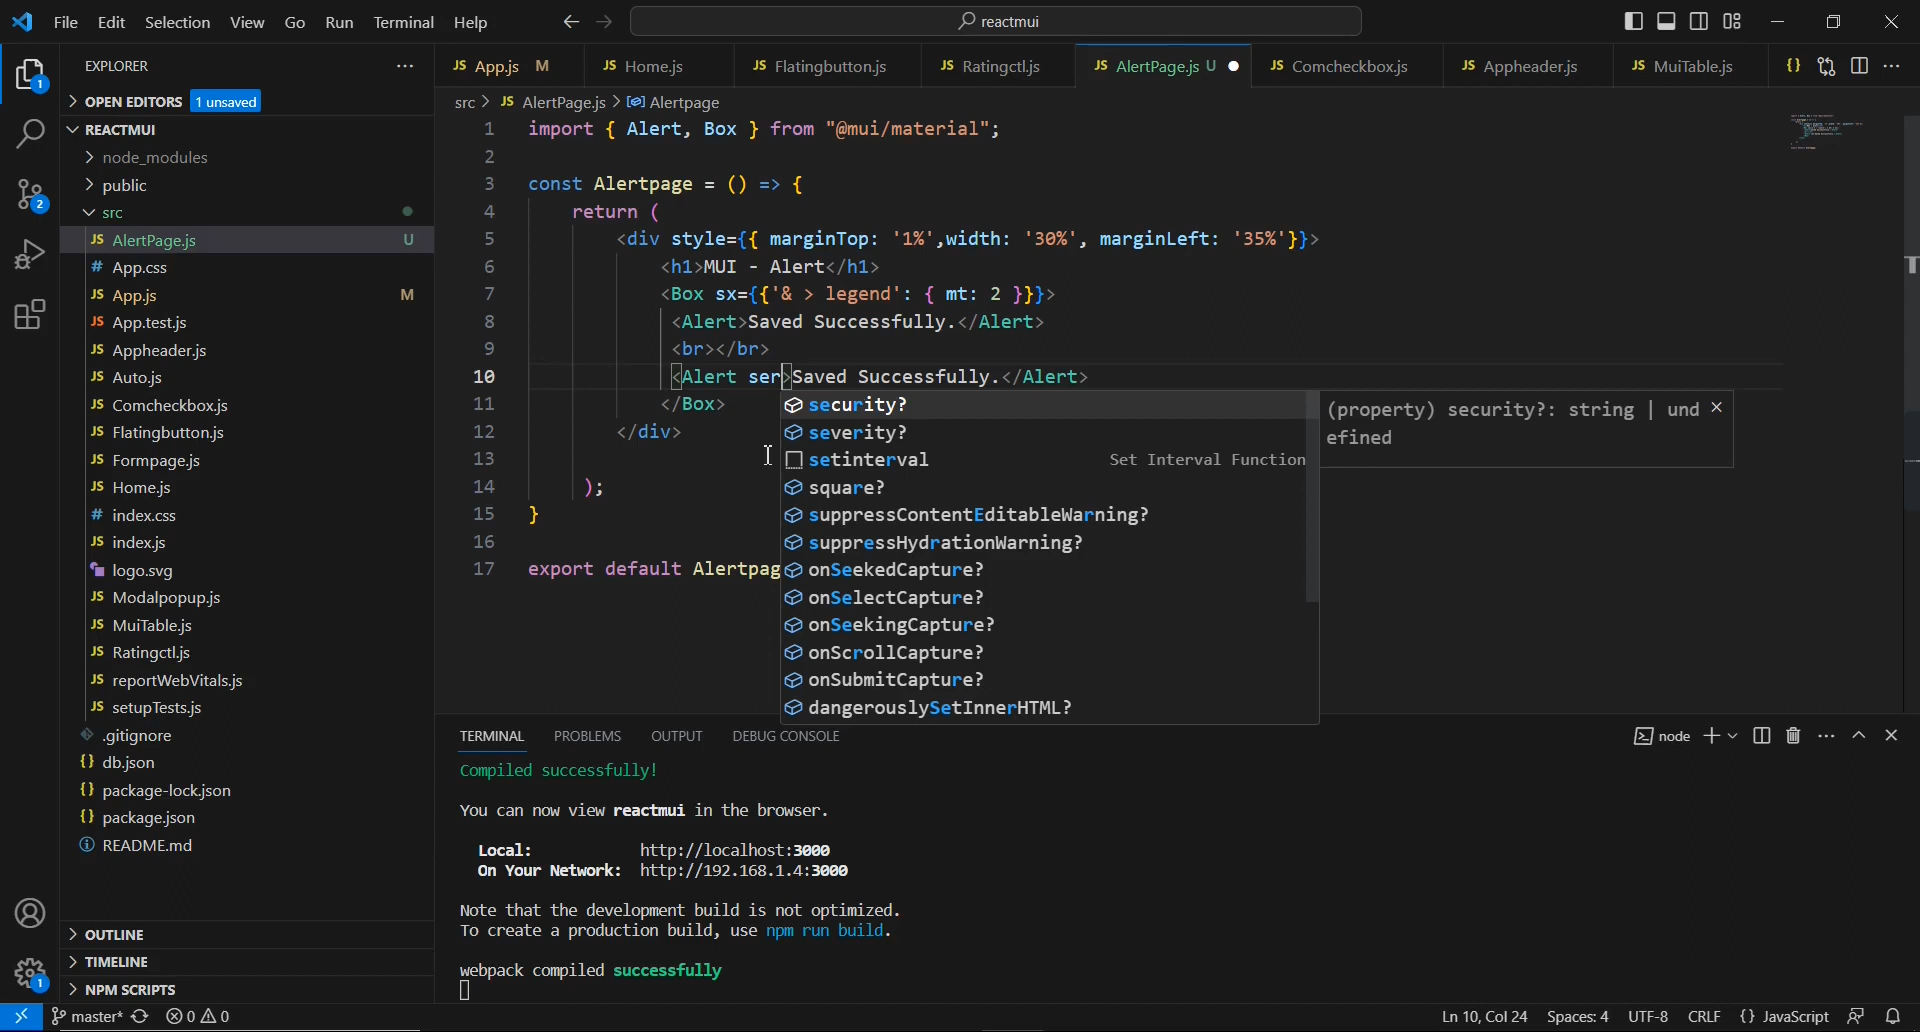 File Edit Selection View Go Run Terminal Help
reactmui
EXPLORER
App.js M
Home.js
Flatingbutton.js
Ratingctl.js
AlertPage.js U
Comcheckbox.js
Appheader.js
MuiTable.js
OPEN EDITORS 1 unsaved
REACTMUI
node_modules
public
src
AlertPage.js U
App.css
App.js M
App.test.js
Appheader.js
Auto.js
Comcheckbox.js
Flatingbutton.js
Formpage.js
Home.js
index.css
index.js
logo.svg
Modalpopup.js
MuiTable.js
Ratingctl.js
reportWebVitals.js
setupTests.js
.gitignore
db.json
package-lock.json
package.json
README.md
OUTLINE
TIMELINE
NPM SCRIPTS
src > JS AlertPage.js > Alertpage
1 import { Alert, Box } from "@mui/material";
2
3 const Alertpage = () => {
4 return (
5 <div style={{ marginTop: '1%',width: '30%', marginLeft: '35%'}}>
6 <h1>MUI - Alert</h1>
7 <Box sx={{'& > legend': { mt: 2 }}}>
8 <Alert>Saved Successfully.</Alert>
9 <br></br>
10 <Alert ser>Saved Successfully.</Alert>
11 </Box>
12 </div>
13
14 );
15 }
16
17 export default Alertpag
security?
severity?
setinterval Set Interval Function
square?
suppressContentEditableWarning?
suppressHydrationWarning?
onSeekedCapture?
onSelectCapture?
onSeekingCapture?
onScrollCapture?
onSubmitCapture?
dangerouslySetInnerHTML?
(property) security?: string | und
efined
TERMINAL PROBLEMS OUTPUT DEBUG CONSOLE
node
Compiled successfully!
You can now view reactmui in the browser.
Local: http://localhost:3000
On Your Network: http://192.168.1.4:3000
Note that the development build is not optimized.
To create a production build, use npm run build.
webpack compiled successfully
master* 0 0
Ln 10, Col 24 Spaces: 4 UTF-8 CRLF {} JavaScript